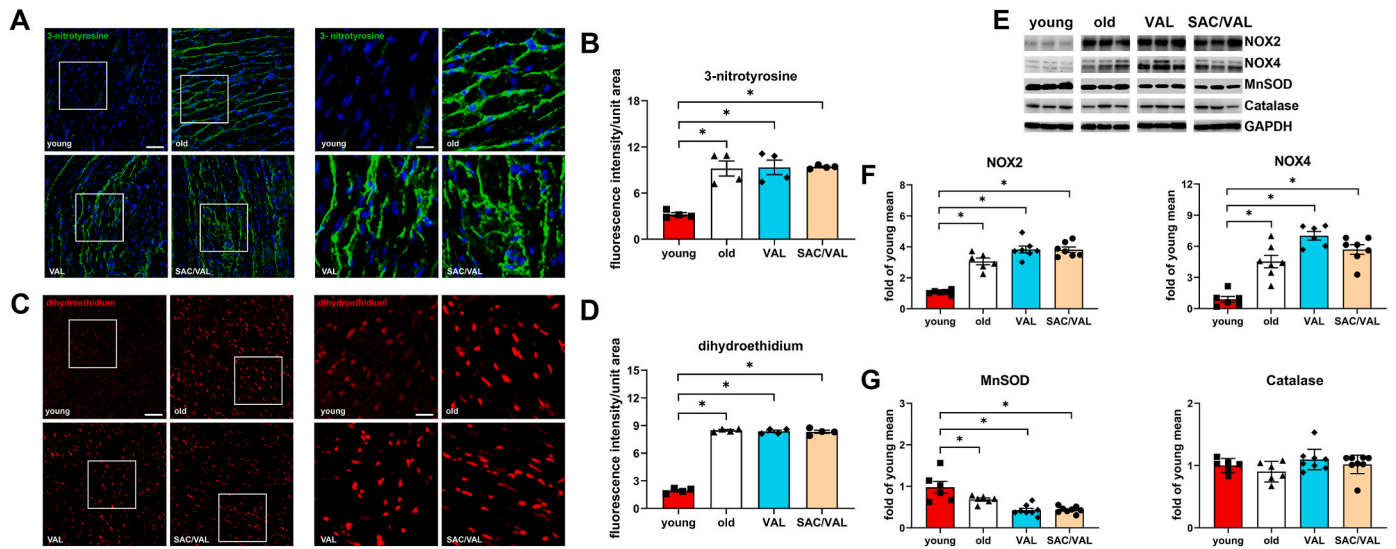 A
3-nitrotyrosine
young
old
VAL
SAC/VAL
3- nitrotyrosine
young
old
VAL
SAC/VAL
B
3-nitrotyrosine
fluorescence intensity/unit area
15
10
5
0
*
*
*
young
old
VAL
SAC/VAL
C
dihydroethidium
young
old
VAL
SAC/VAL
dihydroethidium
young
old
VAL
SAC/VAL
D
dihydroethidium
fluorescence intensity/unit area
15
12
9
6
3
0
*
*
*
young
old
VAL
SAC/VAL
E
young old VAL SAC/VAL
NOX2
NOX4
MnSOD
Catalase
GAPDH
F
NOX2
fold of young mean
8
6
4
2
0
*
*
*
young
old
VAL
SAC/VAL
NOX4
fold of young mean
12
9
6
3
0
*
*
*
young
old
VAL
SAC/VAL
G
MnSOD
fold of young mean
2
1
1
0
*
*
*
young
old
VAL
SAC/VAL
Catalase
fold of young mean
2
1
1
0
young
old
VAL
SAC/VAL